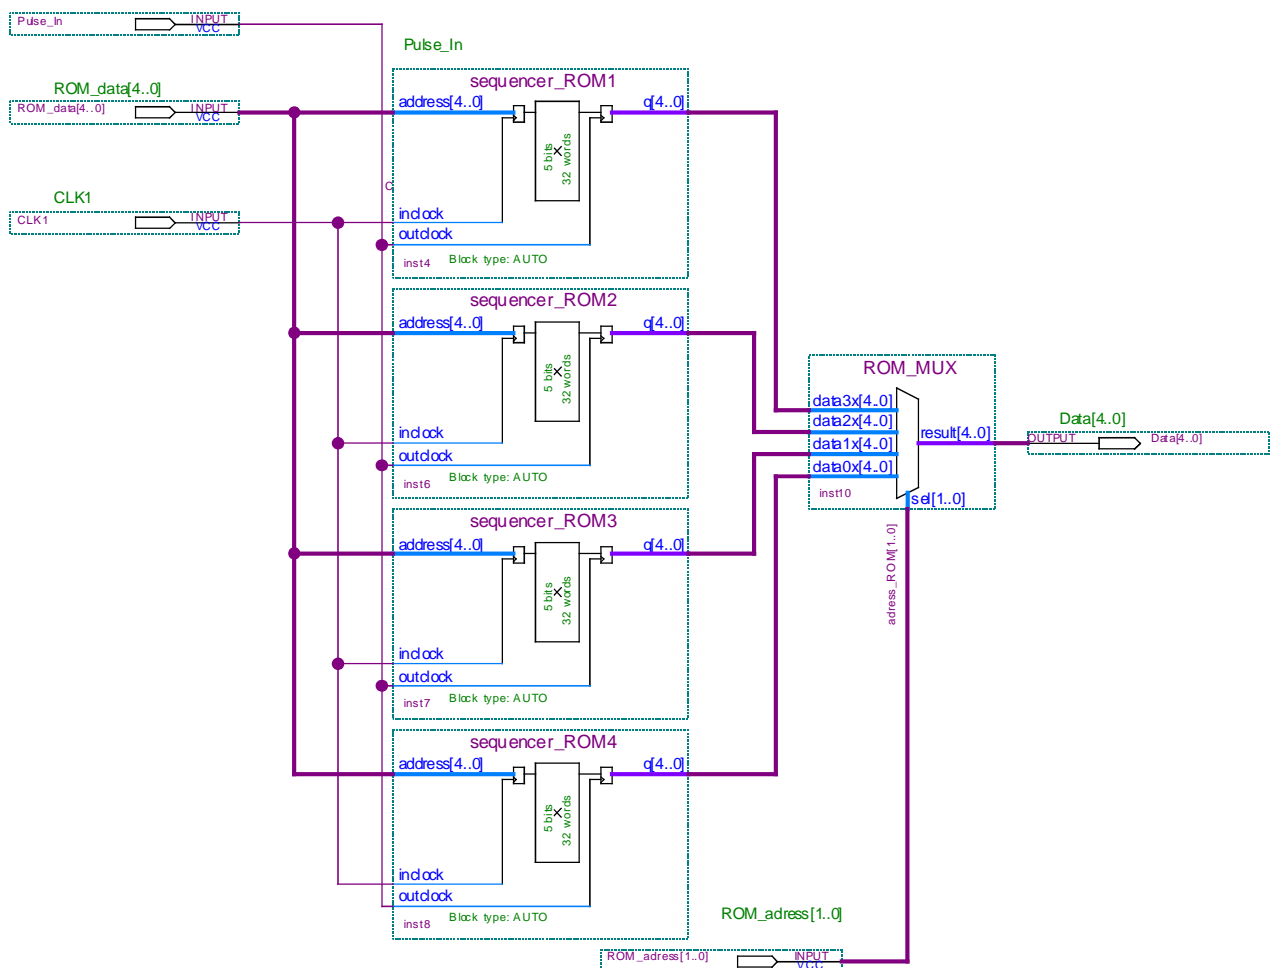 Pulse_In
INPUT
VCC
Pulse_In
ROM_data[4..0]
ROM_data[4..0]
INPUT
VCC
CLK1
CLK1
INPUT
VCC
C
sequencer_ROM1
address[4..0]
q[4..0]
5 bits
32 words
inclock
outclock
inst4
Block type: AUTO
sequencer_ROM2
address[4..0]
q[4..0]
5 bits
32 words
inclock
outclock
inst6
Block type: AUTO
sequencer_ROM3
address[4..0]
q[4..0]
5 bits
32 words
inclock
outclock
inst7
Block type: AUTO
sequencer_ROM4
address[4..0]
q[4..0]
5 bits
32 words
inclock
outclock
inst8
Block type: AUTO
ROM_MUX
data3x[4..0]
data2x[4..0]
data1x[4..0]
data0x[4..0]
result[4..0]
inst10
sel[1..0]
adress_ROM[1..0]
Data[4..0]
OUTPUT
Data[4..0]
ROM_adress[1..0]
ROM_adress[1..0]
INPUT
VCC